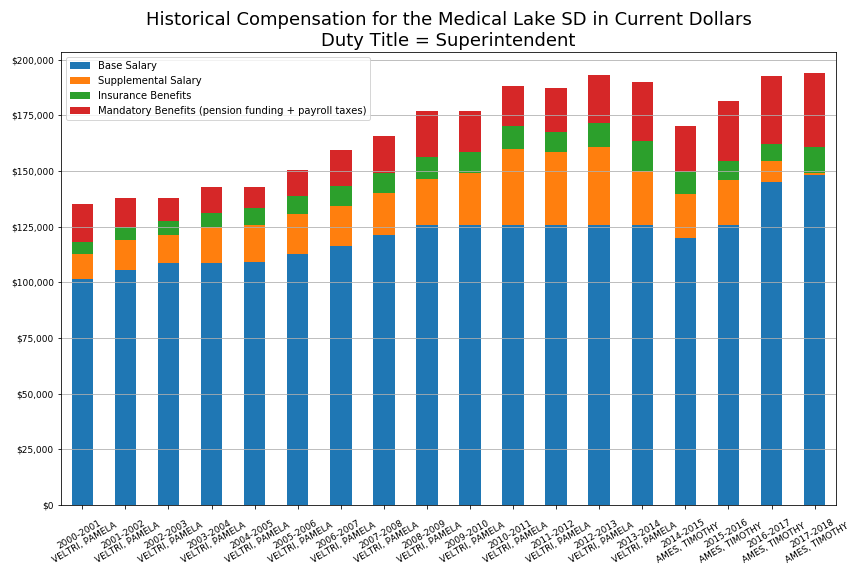 Historical Compensation for the Medical Lake SD in Current Dollars
Duty Title = Superintendent
$200,000
$175,000
$150,000
$125,000
$100,000
$75,000
$50,000
$25,000
$0
Base Salary
Supplemental Salary
Insurance Benefits
Mandatory Benefits (pension funding + payroll taxes)
2000-2001
VELTRI, PAMELA
2001-2002
VELTRI, PAMELA
2002-2003
VELTRI, PAMELA
2003-2004
VELTRI, PAMELA
2004-2005
VELTRI, PAMELA
2005-2006
VELTRI, PAMELA
2006-2007
VELTRI, PAMELA
2007-2008
VELTRI, PAMELA
2008-2009
VELTRI, PAMELA
2009-2010
VELTRI, PAMELA
2010-2011
VELTRI, PAMELA
2011-2012
VELTRI, PAMELA
2012-2013
VELTRI, PAMELA
2013-2014
VELTRI, PAMELA
2014-2015
AMES, TIMOTHY
2015-2016
AMES, TIMOTHY
2016-2017
AMES, TIMOTHY
2017-2018
AMES, TIMOTHY